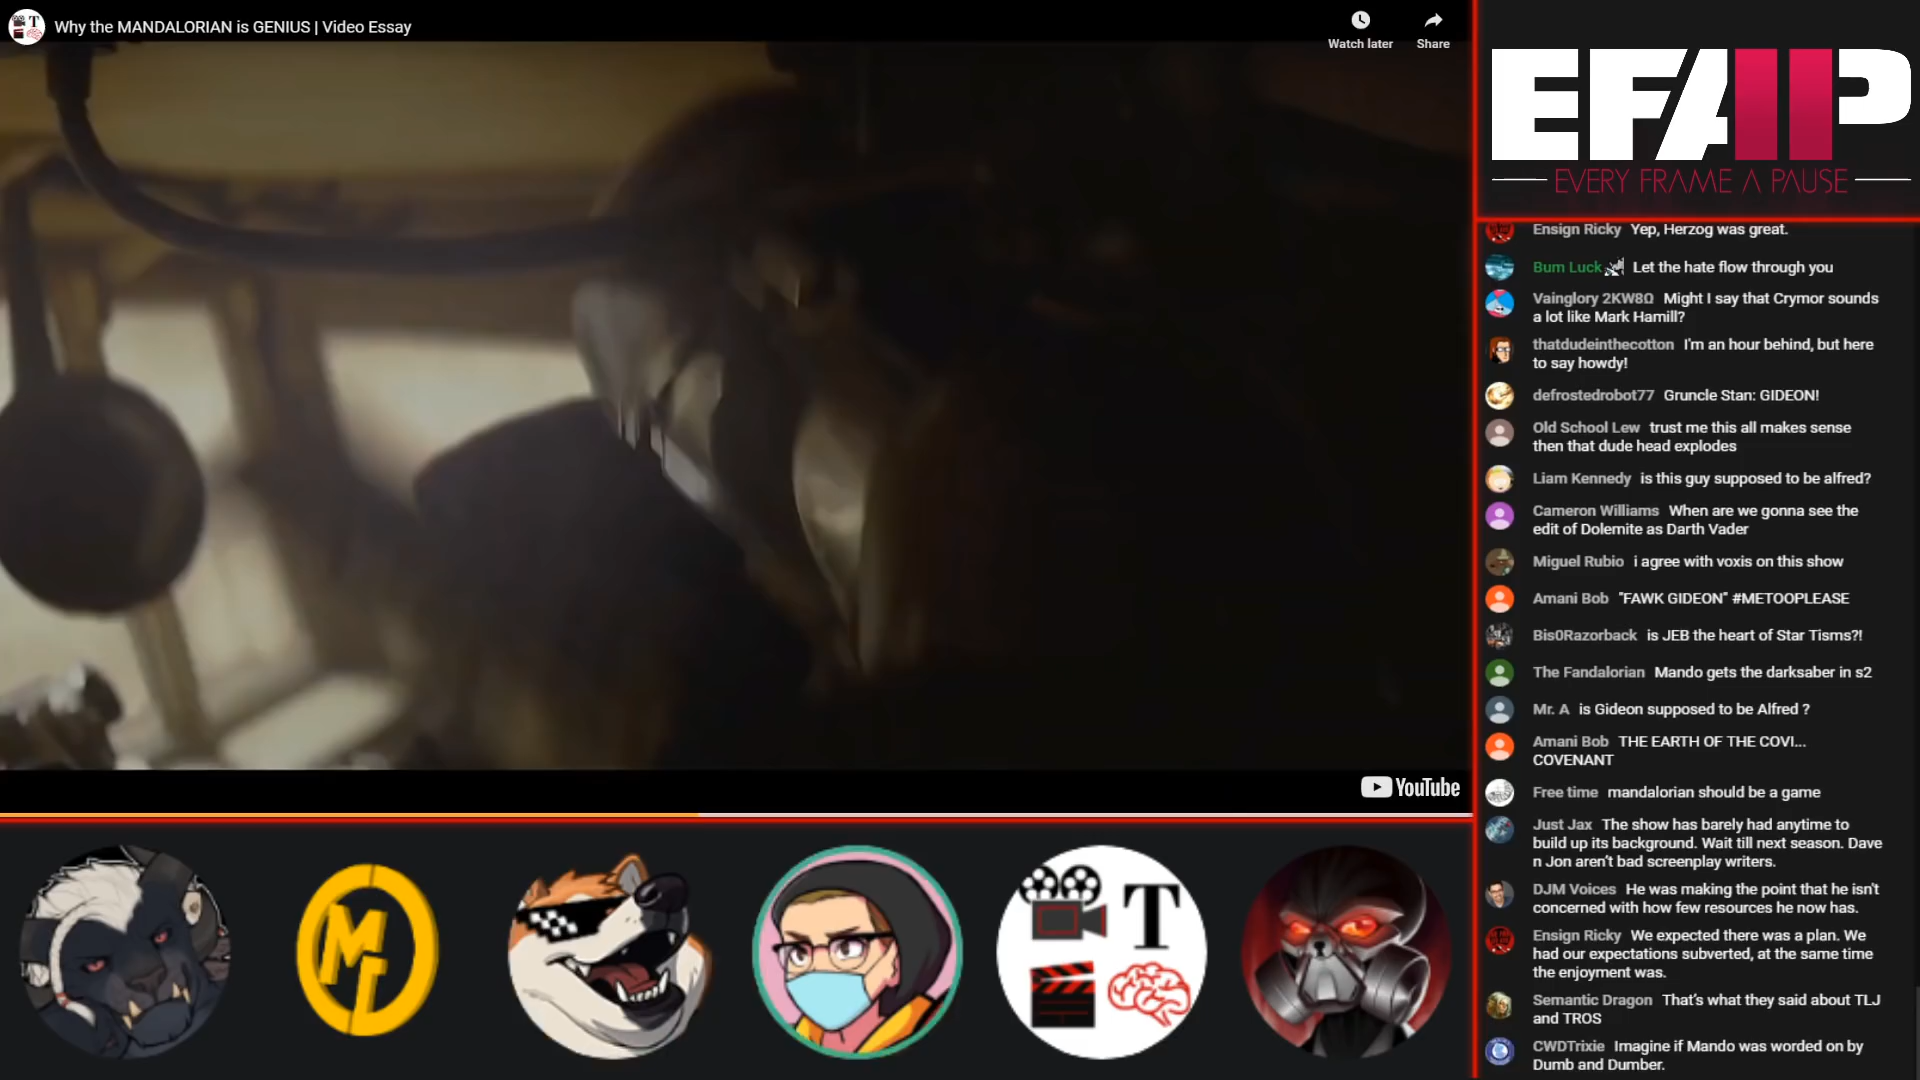 Why the MANDALORIAN is GENIUS | Video Essay
Watch later
Share
EFAP
EVERY FRAME A PAUSE
Ensign Ricky Yep, Herzog was great.
Bum Luck Let the hate flow through you
Vainglory 2KW8Ω Might I say that Crymor sounds
a lot like Mark Hamill?
thatdudeinthecotton I'm an hour behind, but here
to say howdy!
defrostedrobot77 Gruncle Stan: GIDEON!
Old School Lew trust me this all makes sense
then that dude head explodes
Liam Kennedy is this guy supposed to be alfred?
Cameron Williams When are we gonna see the
edit of Dolemite as Darth Vader
Miguel Rubio i agree with voxis on this show
Amani Bob "FAWK GIDEON" #METOOPLEASE
Bis0Razorback is JEB the heart of Star Tisms?!
The Fandalorian Mando gets the darksaber in s2
Mr. A is Gideon supposed to be Alfred ?
Amani Bob THE EARTH OF THE COVI...
COVENANT
Free time mandalorian should be a game
Just Jax The show has barely had anytime to
build up its background. Wait till next season. Dave
n Jon aren't bad screenplay writers.
DJM Voices He was making the point that he isn't
concerned with how few resources he now has.
Ensign Ricky We expected there was a plan. We
had our expectations subverted, at the same time
the enjoyment was.
Semantic Dragon That's what they said about TLJ
and TROS
CWDTrixie Imagine if Mando was worded on by
Dumb and Dumber.
YouTube
T
T